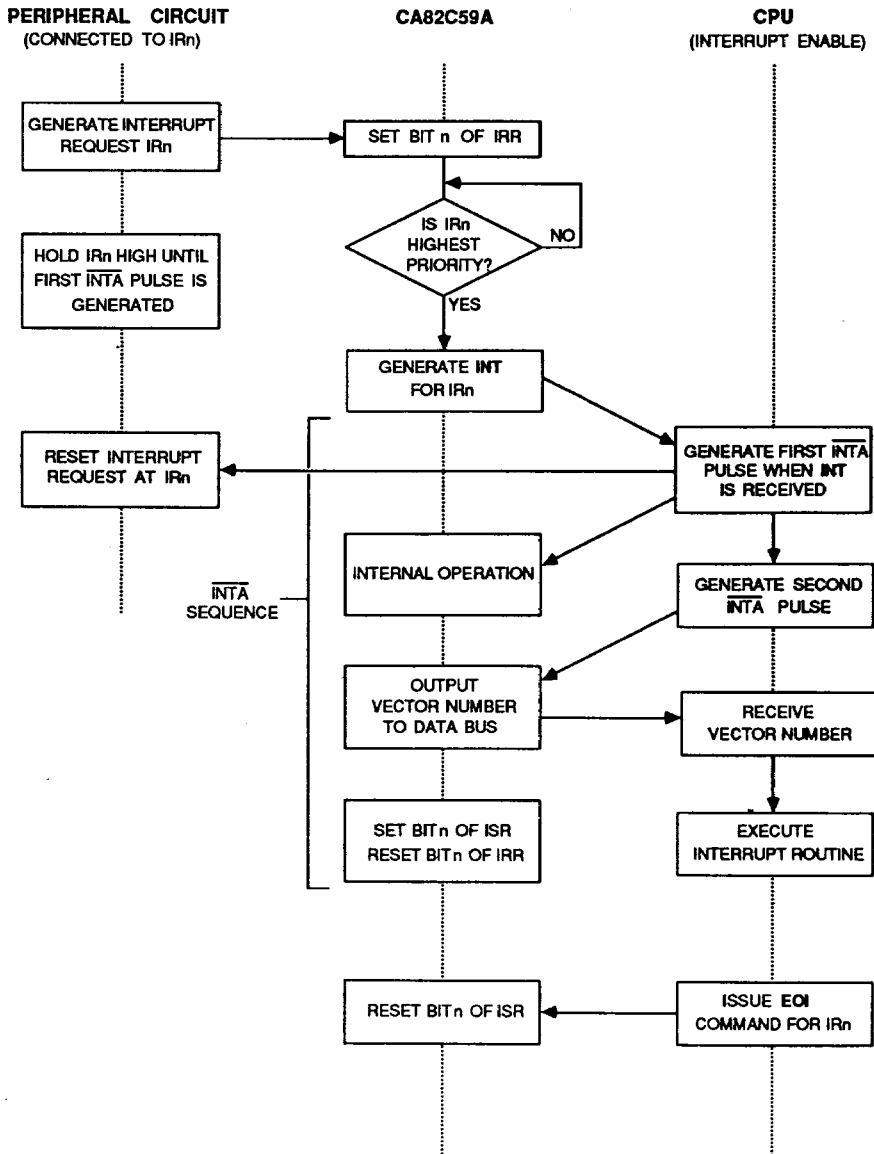 PERIPHERAL CIRCUIT
(CONNECTED TO IRn)
CA82C59A
CPU
(INTERRUPT ENABLE)
GENERATE INTERRUPT
REQUEST IRn
SET BIT n OF IRR
IS IRn
HIGHEST
PRIORITY?
NO
YES
HOLD IRn HIGH UNTIL
FIRST INTA PULSE IS
GENERATED
GENERATE INT
FOR IRn
RESET INTERRUPT
REQUEST AT IRn
GENERATE FIRST INTA
PULSE WHEN INT
IS RECEIVED
INTERNAL OPERATION
INTA
SEQUENCE
GENERATE SECOND
INTA PULSE
OUTPUT
VECTOR NUMBER
TO DATA BUS
RECEIVE
VECTOR NUMBER
SET BIT n OF ISR
RESET BIT n OF IRR
EXECUTE
INTERRUPT ROUTINE
RESET BIT n OF ISR
ISSUE EOI
COMMAND FOR IRn